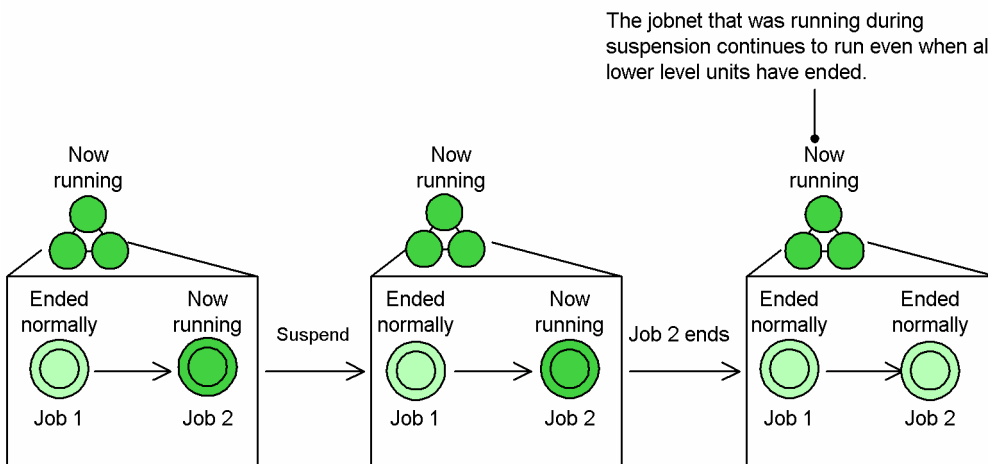 The jobnet that was running during
suspension continues to run even when al
lower level units have ended.
Now
running
Now
running
Now
running
Ended
normally
Now
running
Job 1
Job 2
Suspend
Ended
normally
Now
running
Job 1
Job 2
Job 2 ends
Ended
normally
Ended
normally
Job 1
Job 2